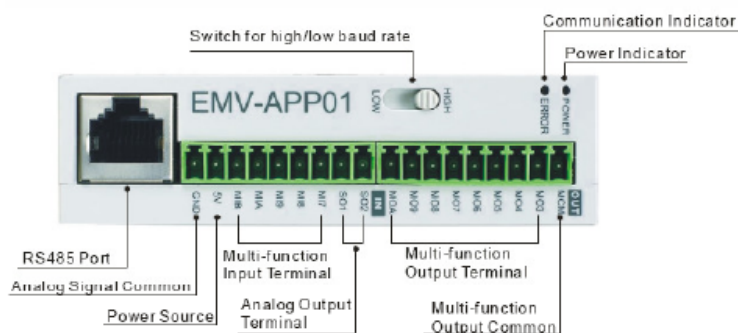 Communication Indicator
Switch for high/low baud rate
Power Indicator
EMV-APP01
LOW
HIGH
ERROR
POWER
GND
5V
MIB
MIA
MI9
MI8
MI7
SO1
SO2
IN
MOA
MO9
MO8
MO7
MO6
MO5
MO4
MO3
MCM
OUT
RS485 Port
Analog Signal Common
Power Source
Multi-function
Input Terminal
Analog Output
Terminal
Multi-function
Output Terminal
Multi-function
Output Common